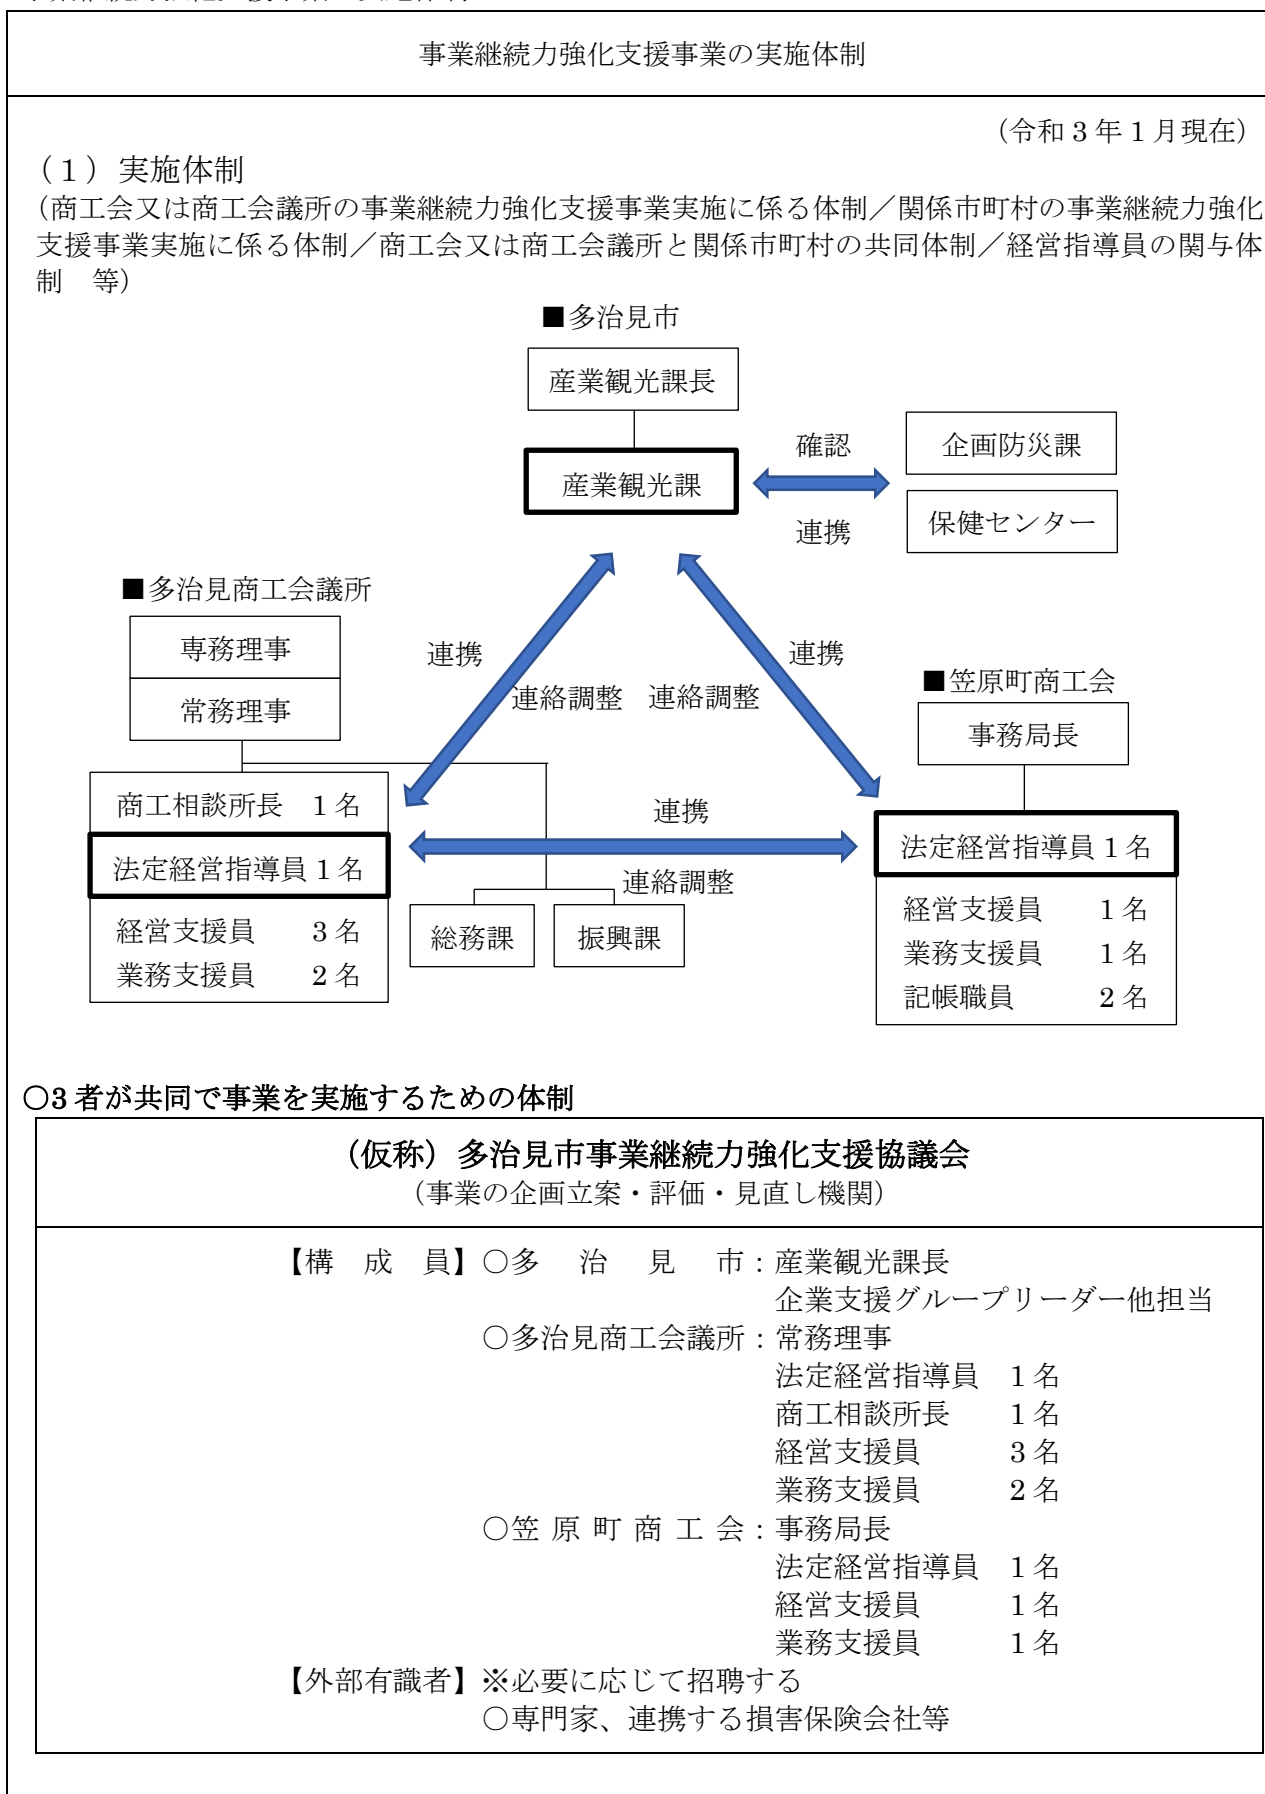 事業継続力強化支援事業の実施体制
（令和３年１月現在）
（１）実施体制
（商工会又は商工会議所の事業継続力強化支援事業実施に係る体制／関係市町村の事業継続力強化
支援事業実施に係る体制／商工会又は商工会議所と関係市町村の共同体制／経営指導員の関与体
制　等）
■多治見市
産業観光課長
産業観光課
確認
連携
企画防災課
保健センター
■多治見商工会議所
専務理事
常務理事
商工相談所長　1名
法定経営指導員 1名
経営支援員　　3名
業務支援員　　2名
総務課
振興課
連携
連絡調整
連携
連絡調整
連携
連絡調整
■笠原町商工会
事務局長
法定経営指導員 1名
経営支援員　　1名
業務支援員　　1名
記帳職員　　　2名
○3者が共同で事業を実施するための体制
（仮称）多治見市事業継続力強化支援協議会
（事業の企画立案・評価・見直し機関）
【構　成　員】○多　治　見　市：産業観光課長
企業支援グループリーダー他担当
○多治見商工会議所：常務理事
法定経営指導員　1名
商工相談所長　　1名
経営支援員　　　3名
業務支援員　　　2名
○笠 原 町 商 工 会：事務局長
法定経営指導員　1名
経営支援員　　　1名
業務支援員　　　1名
【外部有識者】※必要に応じて招聘する
○専門家、連携する損害保険会社等